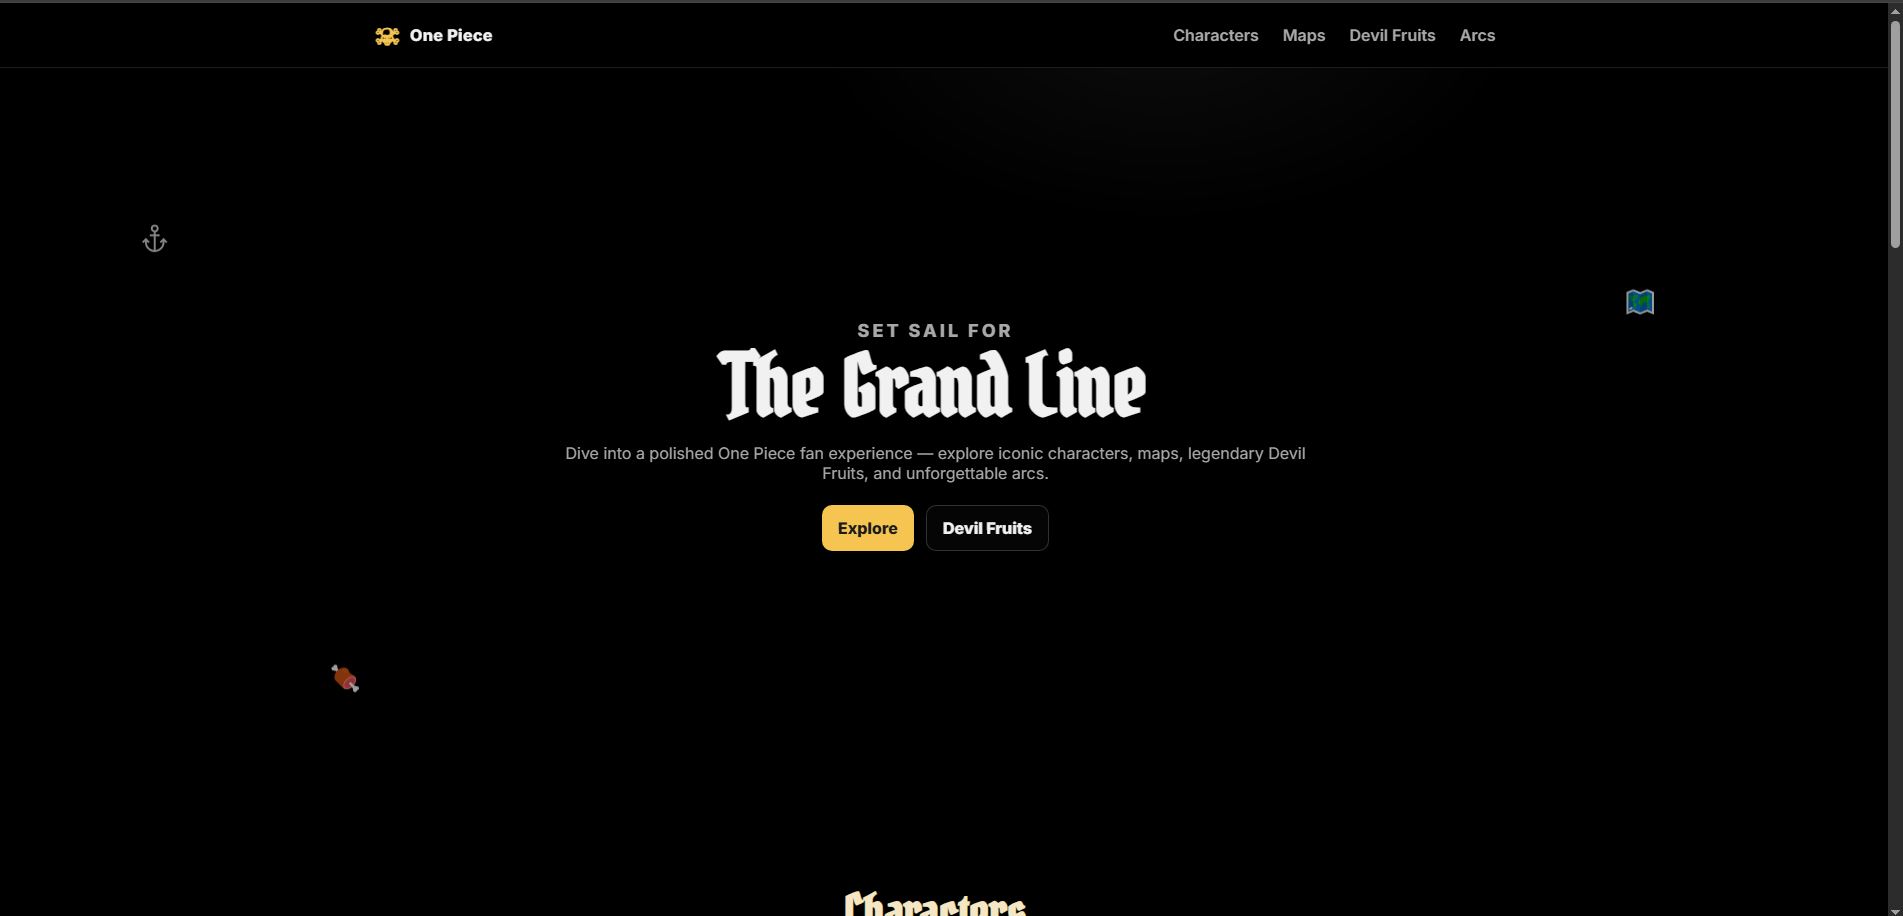 One Piece
Characters Maps Devil Fruits Arcs
SET SAIL FOR
The Grand Line
Dive into a polished One Piece fan experience — explore iconic characters, maps, legendary Devil
Fruits, and unforgettable arcs.
Explore Devil Fruits
Characters